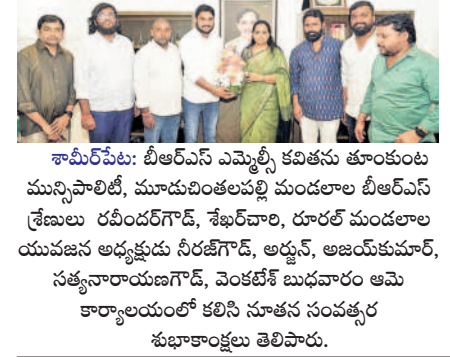 శామీర్‌పేట: బీఆర్ఎస్ ఎమ్మెల్సీ కవితను తూంకుంట
మున్సిపాలిటీ, మూడుచింతలపల్లి మండలాల బీఆర్ఎస్
శ్రేణులు రవీందర్‌గౌడ్, శేఖర్‌చారి, రూరల్ మండలాల
యువజన అధ్యక్షుడు నీరజ్‌గౌడ్, అర్జున్, అజయ్‌కుమార్,
సత్యనారాయణగౌడ్, వెంకటేశ్ బుధవారం ఆమె
కార్యాలయంలో కలిసి నూతన సంవత్సర
శుభాకాంక్షలు తెలిపారు.